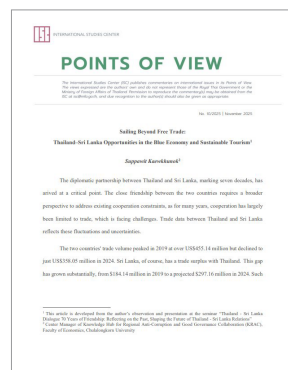 INTERNATIONAL STUDIES CENTER
POINTS OF VIEW
The International Studies Center (ISC) publishes commentaries on international issues in its Points of View.
The views expressed are the authors' own and do not represent those of the Royal Thai Government or the
Ministry of Foreign Affairs of Thailand. Permission to reproduce the commentary(s) may be obtained from the
ISC at isc@mfa.go.th, and due recognition to the author(s) should also be given as appropriate.
No. 10/2025 | November 2025
Sailing Beyond Free Trade:
Thailand–Sri Lanka Opportunities in the Blue Economy and Sustainable Tourism¹
Suppawit Kaewkhunok²
The diplomatic partnership between Thailand and Sri Lanka, marking seven decades, has
arrived at a critical point. The close friendship between the two countries requires a broader
perspective to address existing cooperation constraints, as for many years, cooperation has largely
been limited to trade, which is facing challenges. Trade data between Thailand and Sri Lanka
reflects these fluctuations and uncertainties.
The two countries' trade volume peaked in 2019 at over US$455.14 million but declined to
just US$358.05 million in 2024. Sri Lanka, of course, has a trade surplus with Thailand. This gap
has grown substantially, from $184.14 million in 2019 to a projected $297.16 million in 2024. Such
¹ This article is developed from the author's observation and presentation at the seminar "Thailand - Sri Lanka
Dialogue 70 Years of Friendship: Reflecting on the Past, Shaping the Future of Thailand - Sri Lanka Relations"
² Center Manager of Knowledge Hub for Regional Anti-Corruption and Good Governance Collaboration (KRAC),
Faculty of Economics, Chulalongkorn University